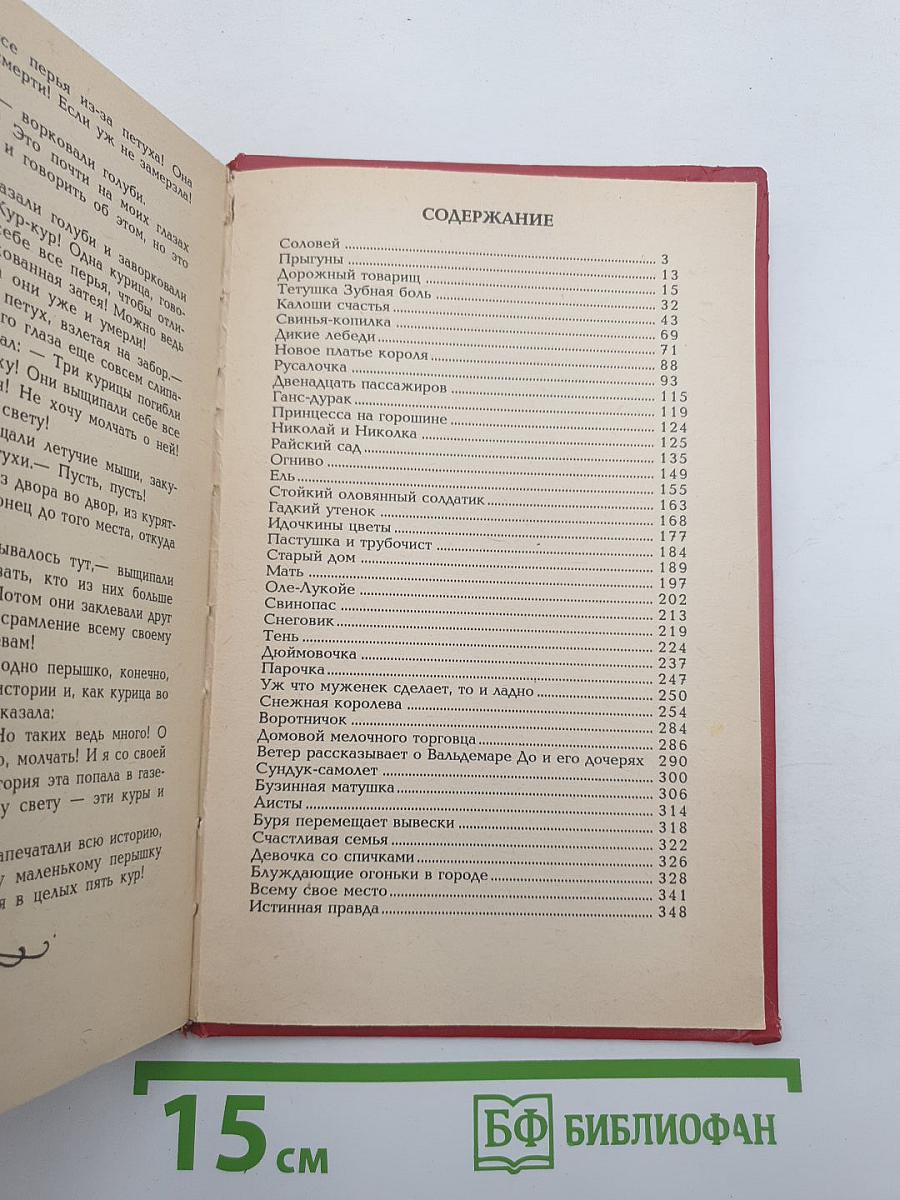 се перья из-за петуха! Она
смерти! Если уж не замерзла!
— ворковали голуби.
Это почти на моих глазах
и говорить об этом, но это
азали голуби и заворковали
Кур-кур! Одна курица, гово-
себе все перья, чтобы отли-
кованная затея! Можно ведь
они уже и умерли!
петух, взлетая на забор.—
го глаза еще совсем слипа-
ал: — Три курицы погибли
ху! Они выщипали себе все
я! Не хочу молчать о ней!
свету!
щали летучие мыши, заку-
тухи.— Пусть, пусть!
из двора во двор, из курят-
онец до того места, откуда
ывалось тут,— выщипали
вать, кто из них больше
Потом они заклевали друг
срамление всему своему
евам!
одно перышко, конечно,
истории и, как курица во
казала:
Но таких ведь много! О
о, молчать! И я со своей
тория эта попала в газе-
у свету — эти куры и
апечатали всю историю,
у маленькому перышку
я в целых пять кур!
СОДЕРЖАНИЕ
Соловей 3
Прыгуны 13
Дорожный товарищ 15
Тетушка Зубная боль 32
Калоши счастья 43
Свинья-копилка 69
Дикие лебеди 71
Новое платье короля 88
Русалочка 93
Двенадцать пассажиров 115
Ганс-дурак 119
Принцесса на горошине 124
Николай и Николка 125
Райский сад 135
Огниво 149
Ель 155
Стойкий оловянный солдатик 163
Гадкий утенок 168
Идочкины цветы 177
Пастушка и трубочист 184
Старый дом 189
Мать 197
Оле-Лукойе 202
Свинопас 213
Снеговик 219
Тень 224
Дюймовочка 237
Парочка 247
Уж что муженек сделает, то и ладно 250
Снежная королева 254
Воротничок 284
Домовой мелочного торговца 286
Ветер рассказывает о Вальдемаре До и его дочерях 290
Сундук-самолет 300
Бузинная матушка 306
Аисты 314
Буря перемещает вывески 318
Счастливая семья 322
Девочка со спичками 326
Блуждающие огоньки в городе 328
Всему свое место 341
Истинная правда 348
15 см
БФ БИБЛИОФАН